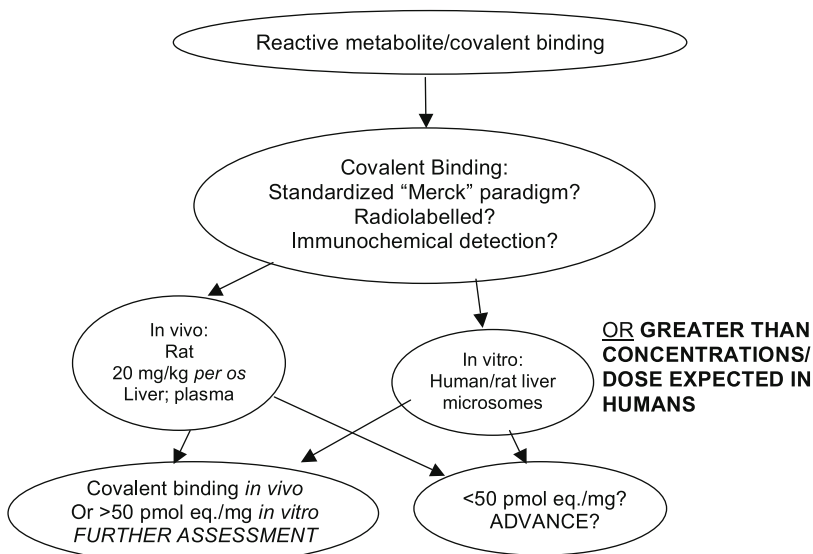 Reactive metabolite/covalent binding
Covalent Binding:
Standardized “Merck” paradigm?
Radiolabelled?
Immunochemical detection?
In vivo:
Rat
20 mg/kg per os
Liver; plasma
In vitro:
Human/rat liver
microsomes
OR GREATER THAN
CONCENTRATIONS/
DOSE EXPECTED IN
HUMANS
Covalent binding in vivo
Or >50 pmol eq./mg in vitro
FURTHER ASSESSMENT
<50 pmol eq./mg?
ADVANCE?